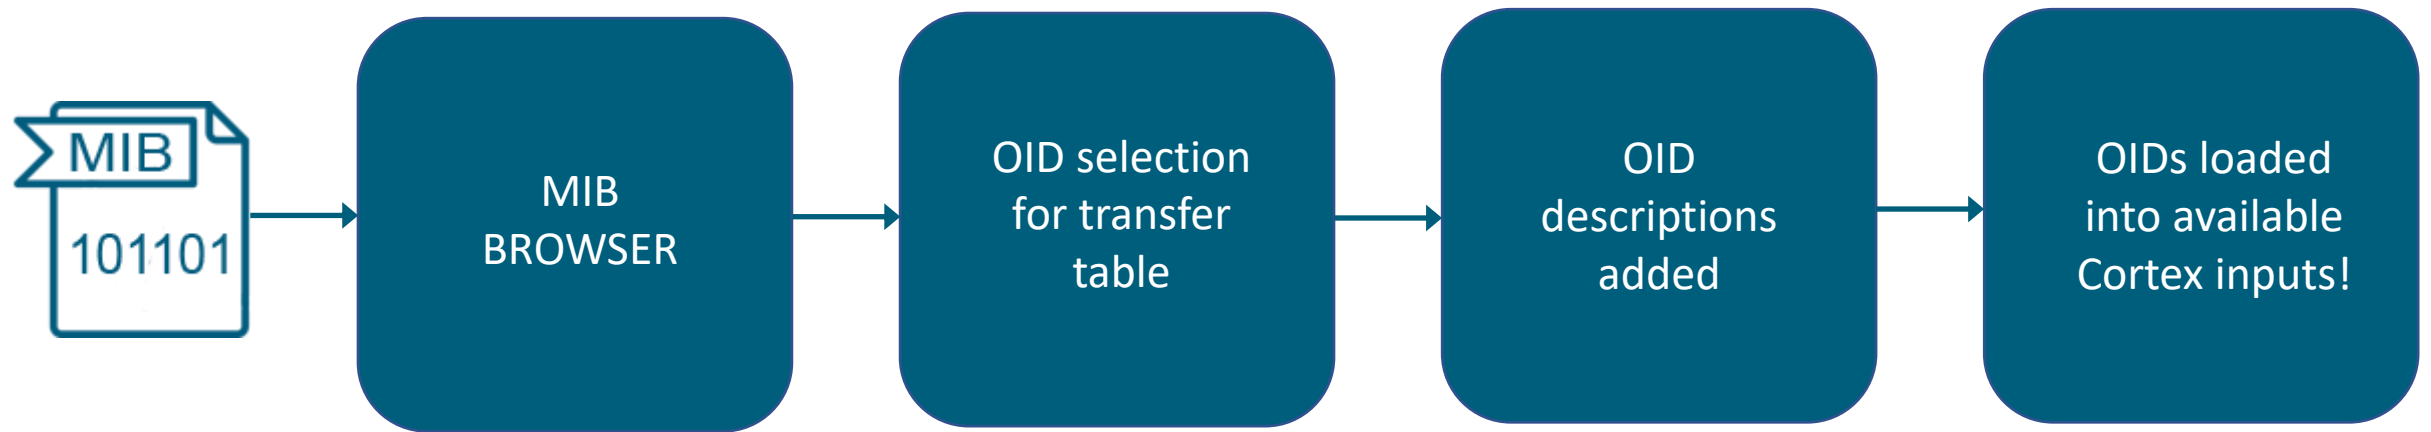 MIB
101101
MIB
BROWSER
OID selection
for transfer
table
OID
descriptions
added
OIDs loaded
into available
Cortex inputs!